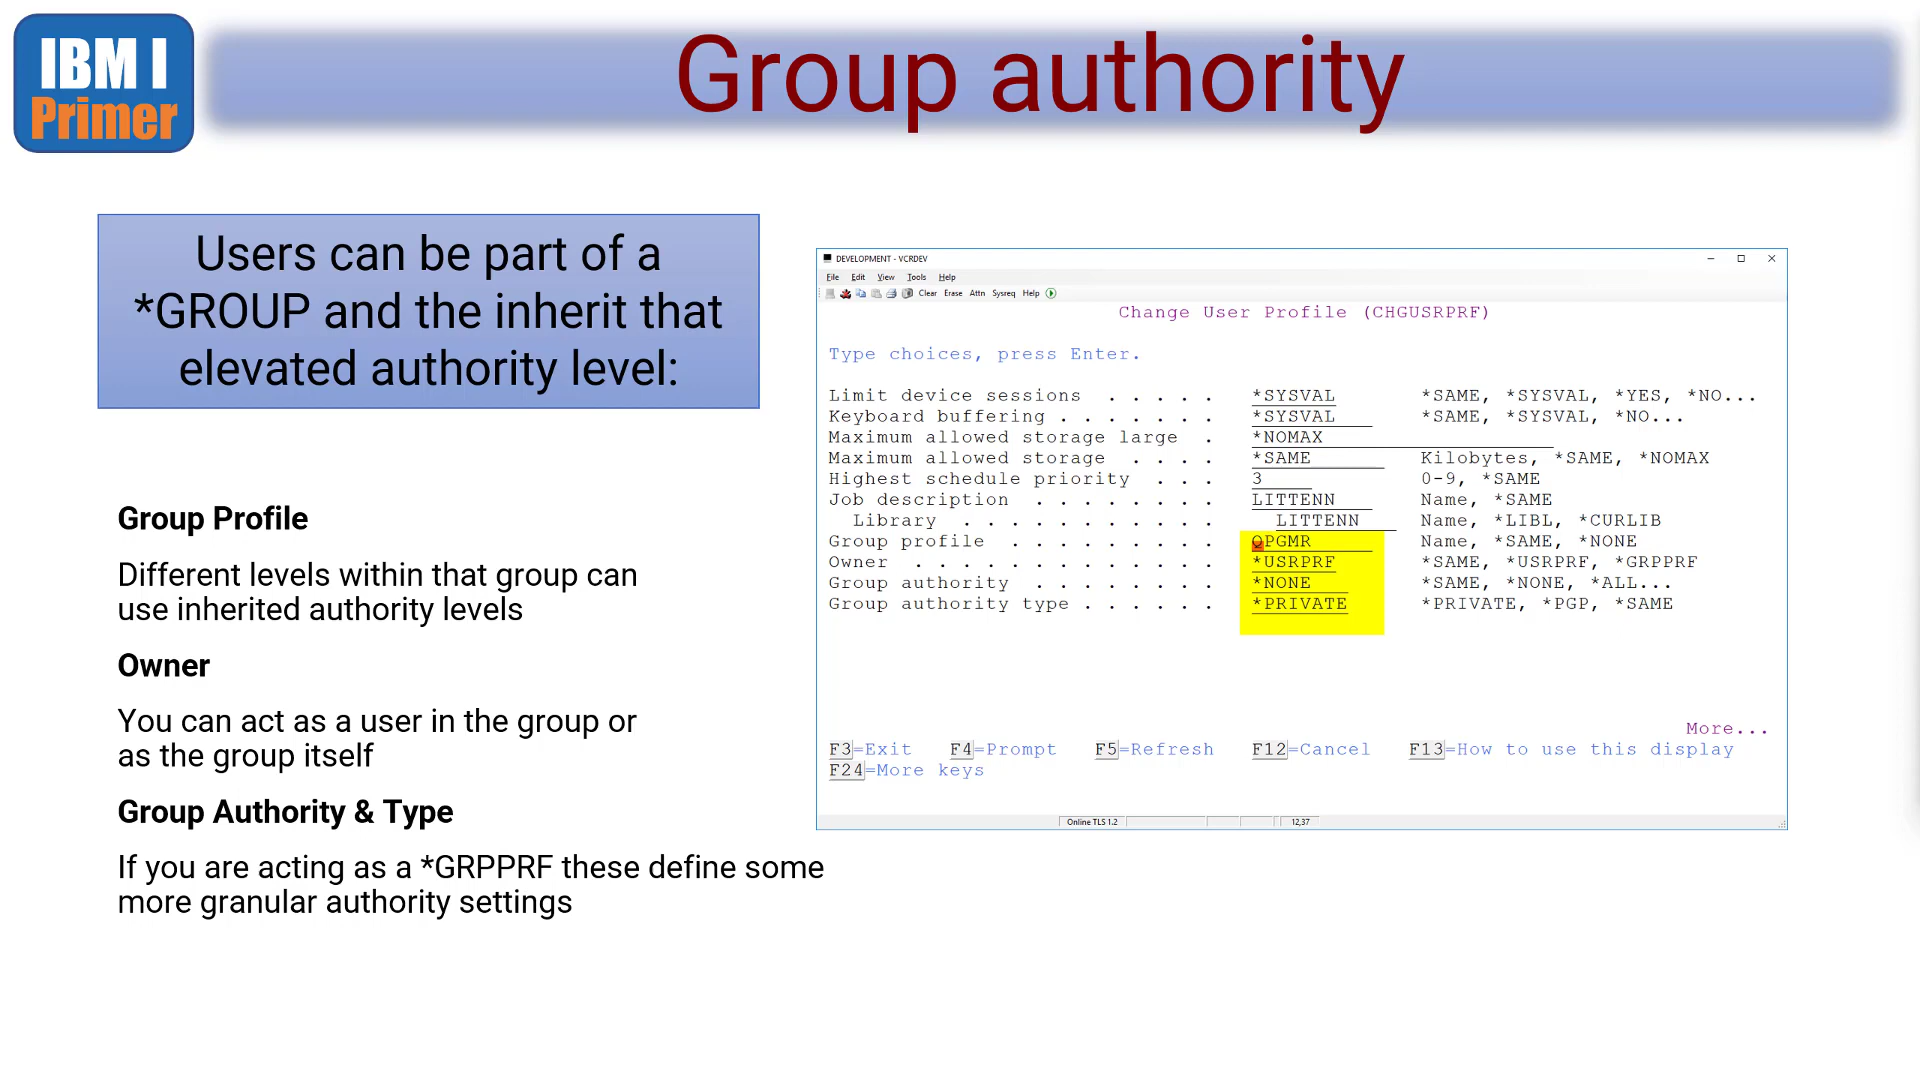 IBM I
Primer
Group authority
Users can be part of a
*GROUP and the inherit that
elevated authority level:
Group Profile
Different levels within that group can
use inherited authority levels
Owner
You can act as a user in the group or
as the group itself
Group Authority & Type
If you are acting as a *GRPPRF these define some
more granular authority settings
DEVELOPMENT - VCRDEV
File Edit View Tools Help
Clear Erase Attn Sysreq Help
Change User Profile (CHGUSRPRF)
Type choices, press Enter.
Limit device sessions . . . . . *SYSVAL *SAME, *SYSVAL, *YES, *NO...
Keyboard buffering . . . . . . . *SYSVAL *SAME, *SYSVAL, *NO...
Maximum allowed storage large . *NOMAX
Maximum allowed storage . . . . *SAME Kilobytes, *SAME, *NOMAX
Highest schedule priority . . . 3 0-9, *SAME
Job description . . . . . . . . LITTENN Name, *SAME
Library . . . . . . . . . . . LITTENN Name, *LIBL, *CURLIB
Group profile . . . . . . . . . QPGMR Name, *SAME, *NONE
Owner . . . . . . . . . . . . . *USRPRF *SAME, *USRPRF, *GRPPRF
Group authority . . . . . . . . *NONE *SAME, *NONE, *ALL...
Group authority type . . . . . . *PRIVATE *PRIVATE, *PGP, *SAME
More...
F3=Exit F4=Prompt F5=Refresh F12=Cancel F13=How to use this display
F24=More keys
Online TLS 1.2 12,37